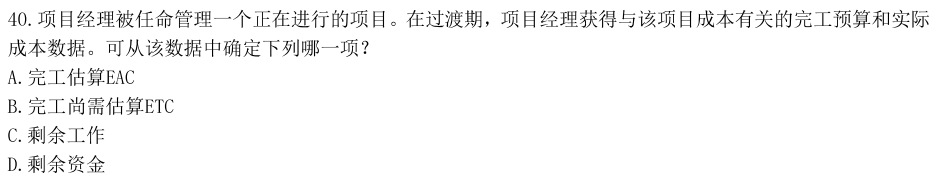 40.项目经理被任命管理一个正在进行的项目。在过渡期，项目经理获得与该项目成本有关的完工预算和实际
成本数据。可从该数据中确定下列哪一项？
A.完工估算EAC
B.完工尚需估算ETC
C.剩余工作
D.剩余资金